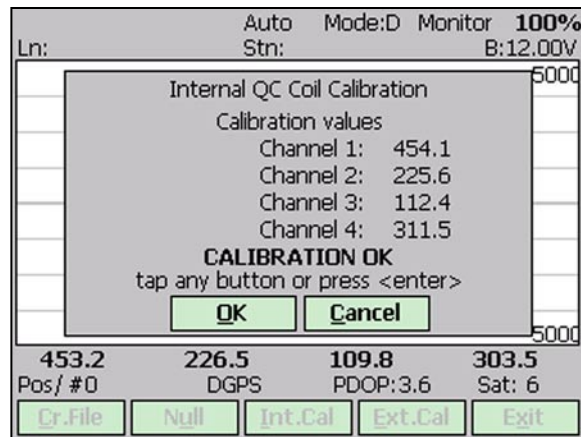 Auto Mode:D Monitor 100%
Ln: Stn: B:12.00V
5000
Internal QC Coil Calibration
Calibration values
Channel 1: 454.1
Channel 2: 225.6
Channel 3: 112.4
Channel 4: 311.5
CALIBRATION OK
tap any button or press <enter>
OK Cancel
5000
453.2 226.5 109.8 303.5
Pos/ #0 DGPS PDOP:3.6 Sat: 6
Cr.File Null Int.Cal Ext.Cal Exit